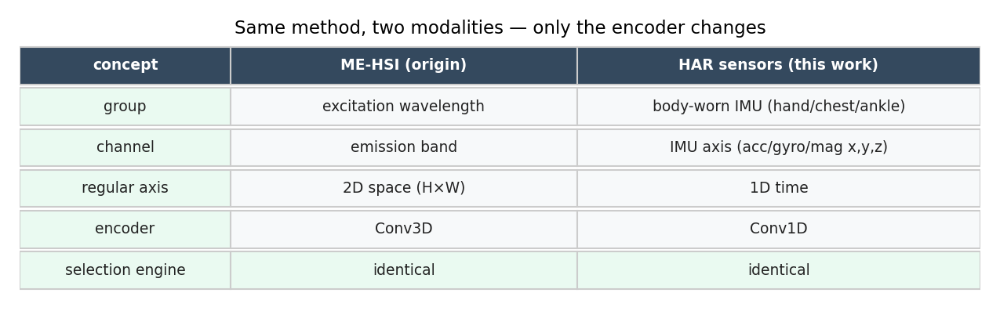 Same method, two modalities — only the encoder changes
concept ME-HSI (origin) HAR sensors (this work)
group excitation wavelength body-worn IMU (hand/chest/ankle)
channel emission band IMU axis (acc/gyro/mag x,y,z)
regular axis 2D space (H×W) 1D time
encoder Conv3D Conv1D
selection engine identical identical